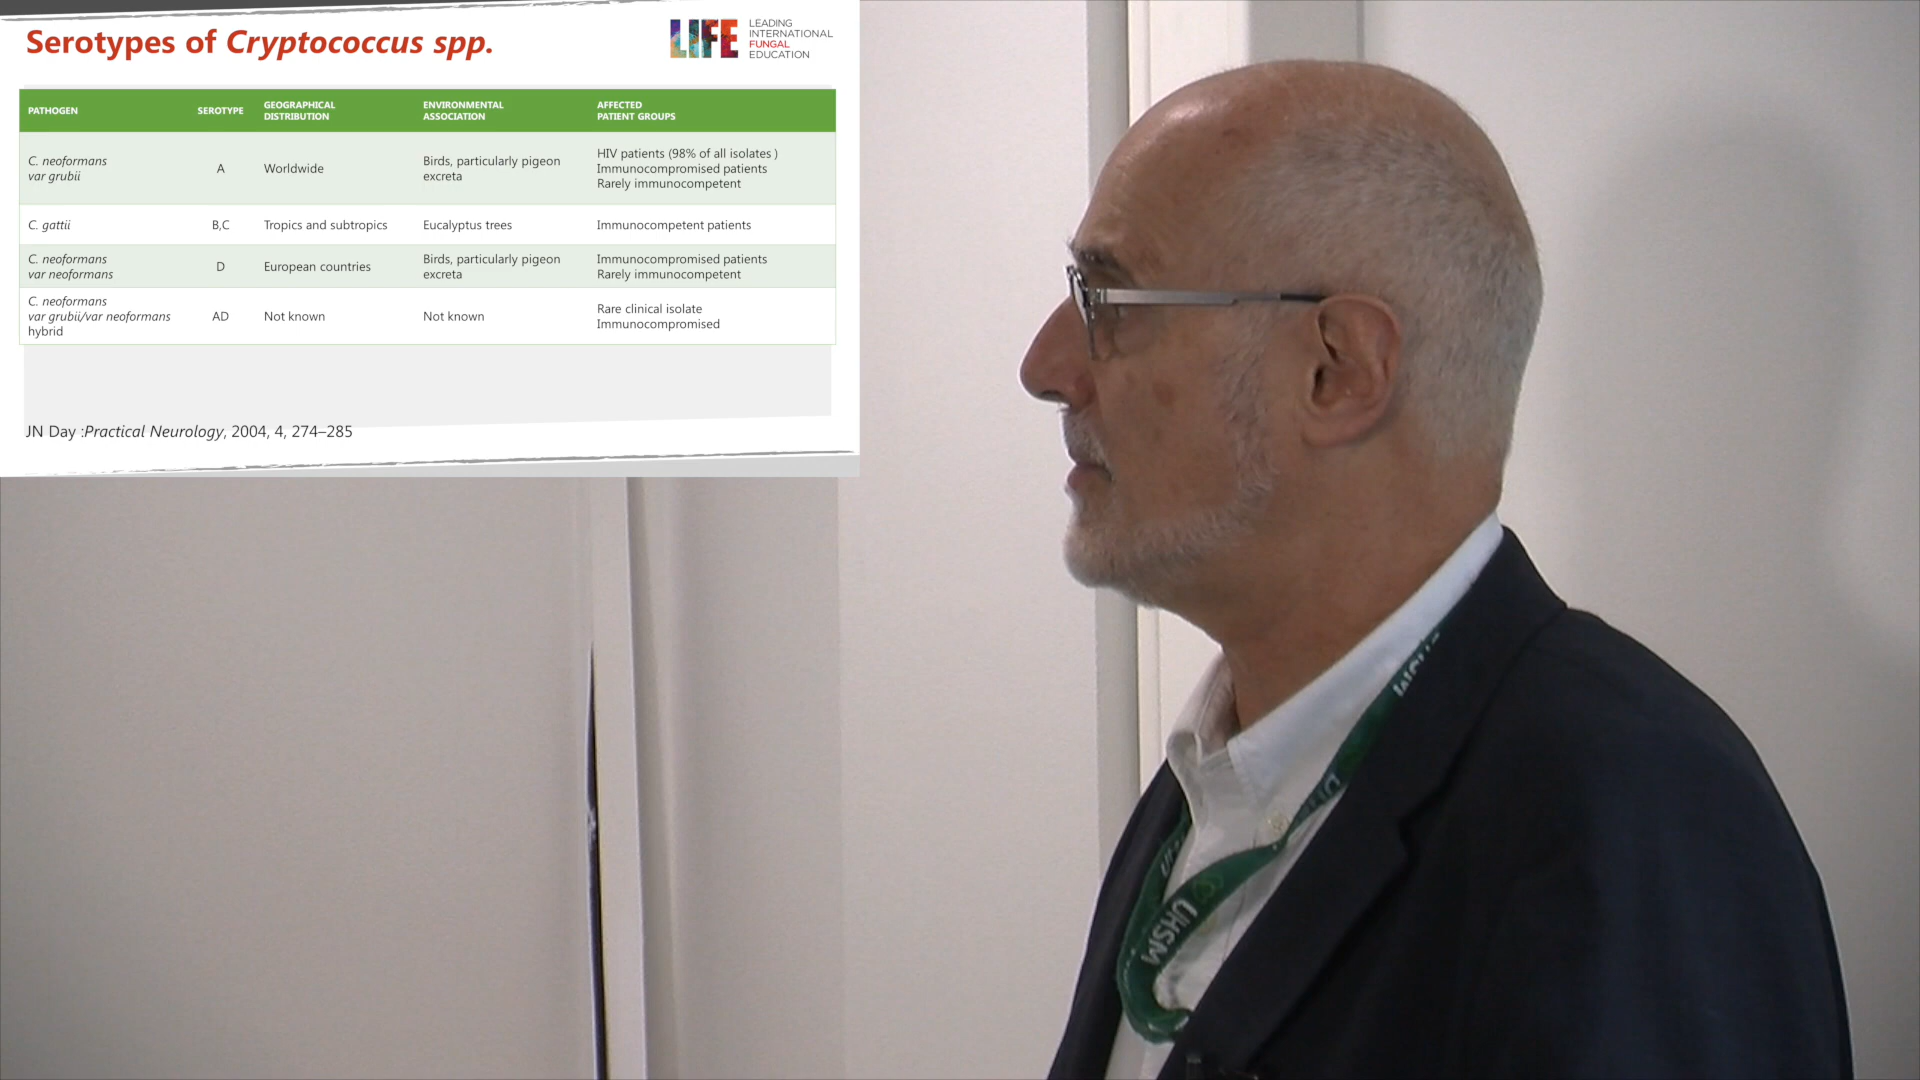 Serotypes of Cryptococcus spp.
LIFE
LEADING
INTERNATIONAL
FUNGAL
EDUCATION
PATHOGEN SEROTYPE GEOGRAPHICAL DISTRIBUTION ENVIRONMENTAL ASSOCIATION AFFECTED PATIENT GROUPS
C. neoformans
var grubii
A
Worldwide
Birds, particularly pigeon
excreta
HIV patients (98% of all isolates )
Immunocompromised patients
Rarely immunocompetent
C. gattii
B,C
Tropics and subtropics
Eucalyptus trees
Immunocompetent patients
C. neoformans
var neoformans
D
European countries
Birds, particularly pigeon
excreta
Immunocompromised patients
Rarely immunocompetent
C. neoformans
var grubii/var neoformans
hybrid
AD
Not known
Not known
Rare clinical isolate
Immunocompromised
JN Day :Practical Neurology, 2004, 4, 274–285
UHSM